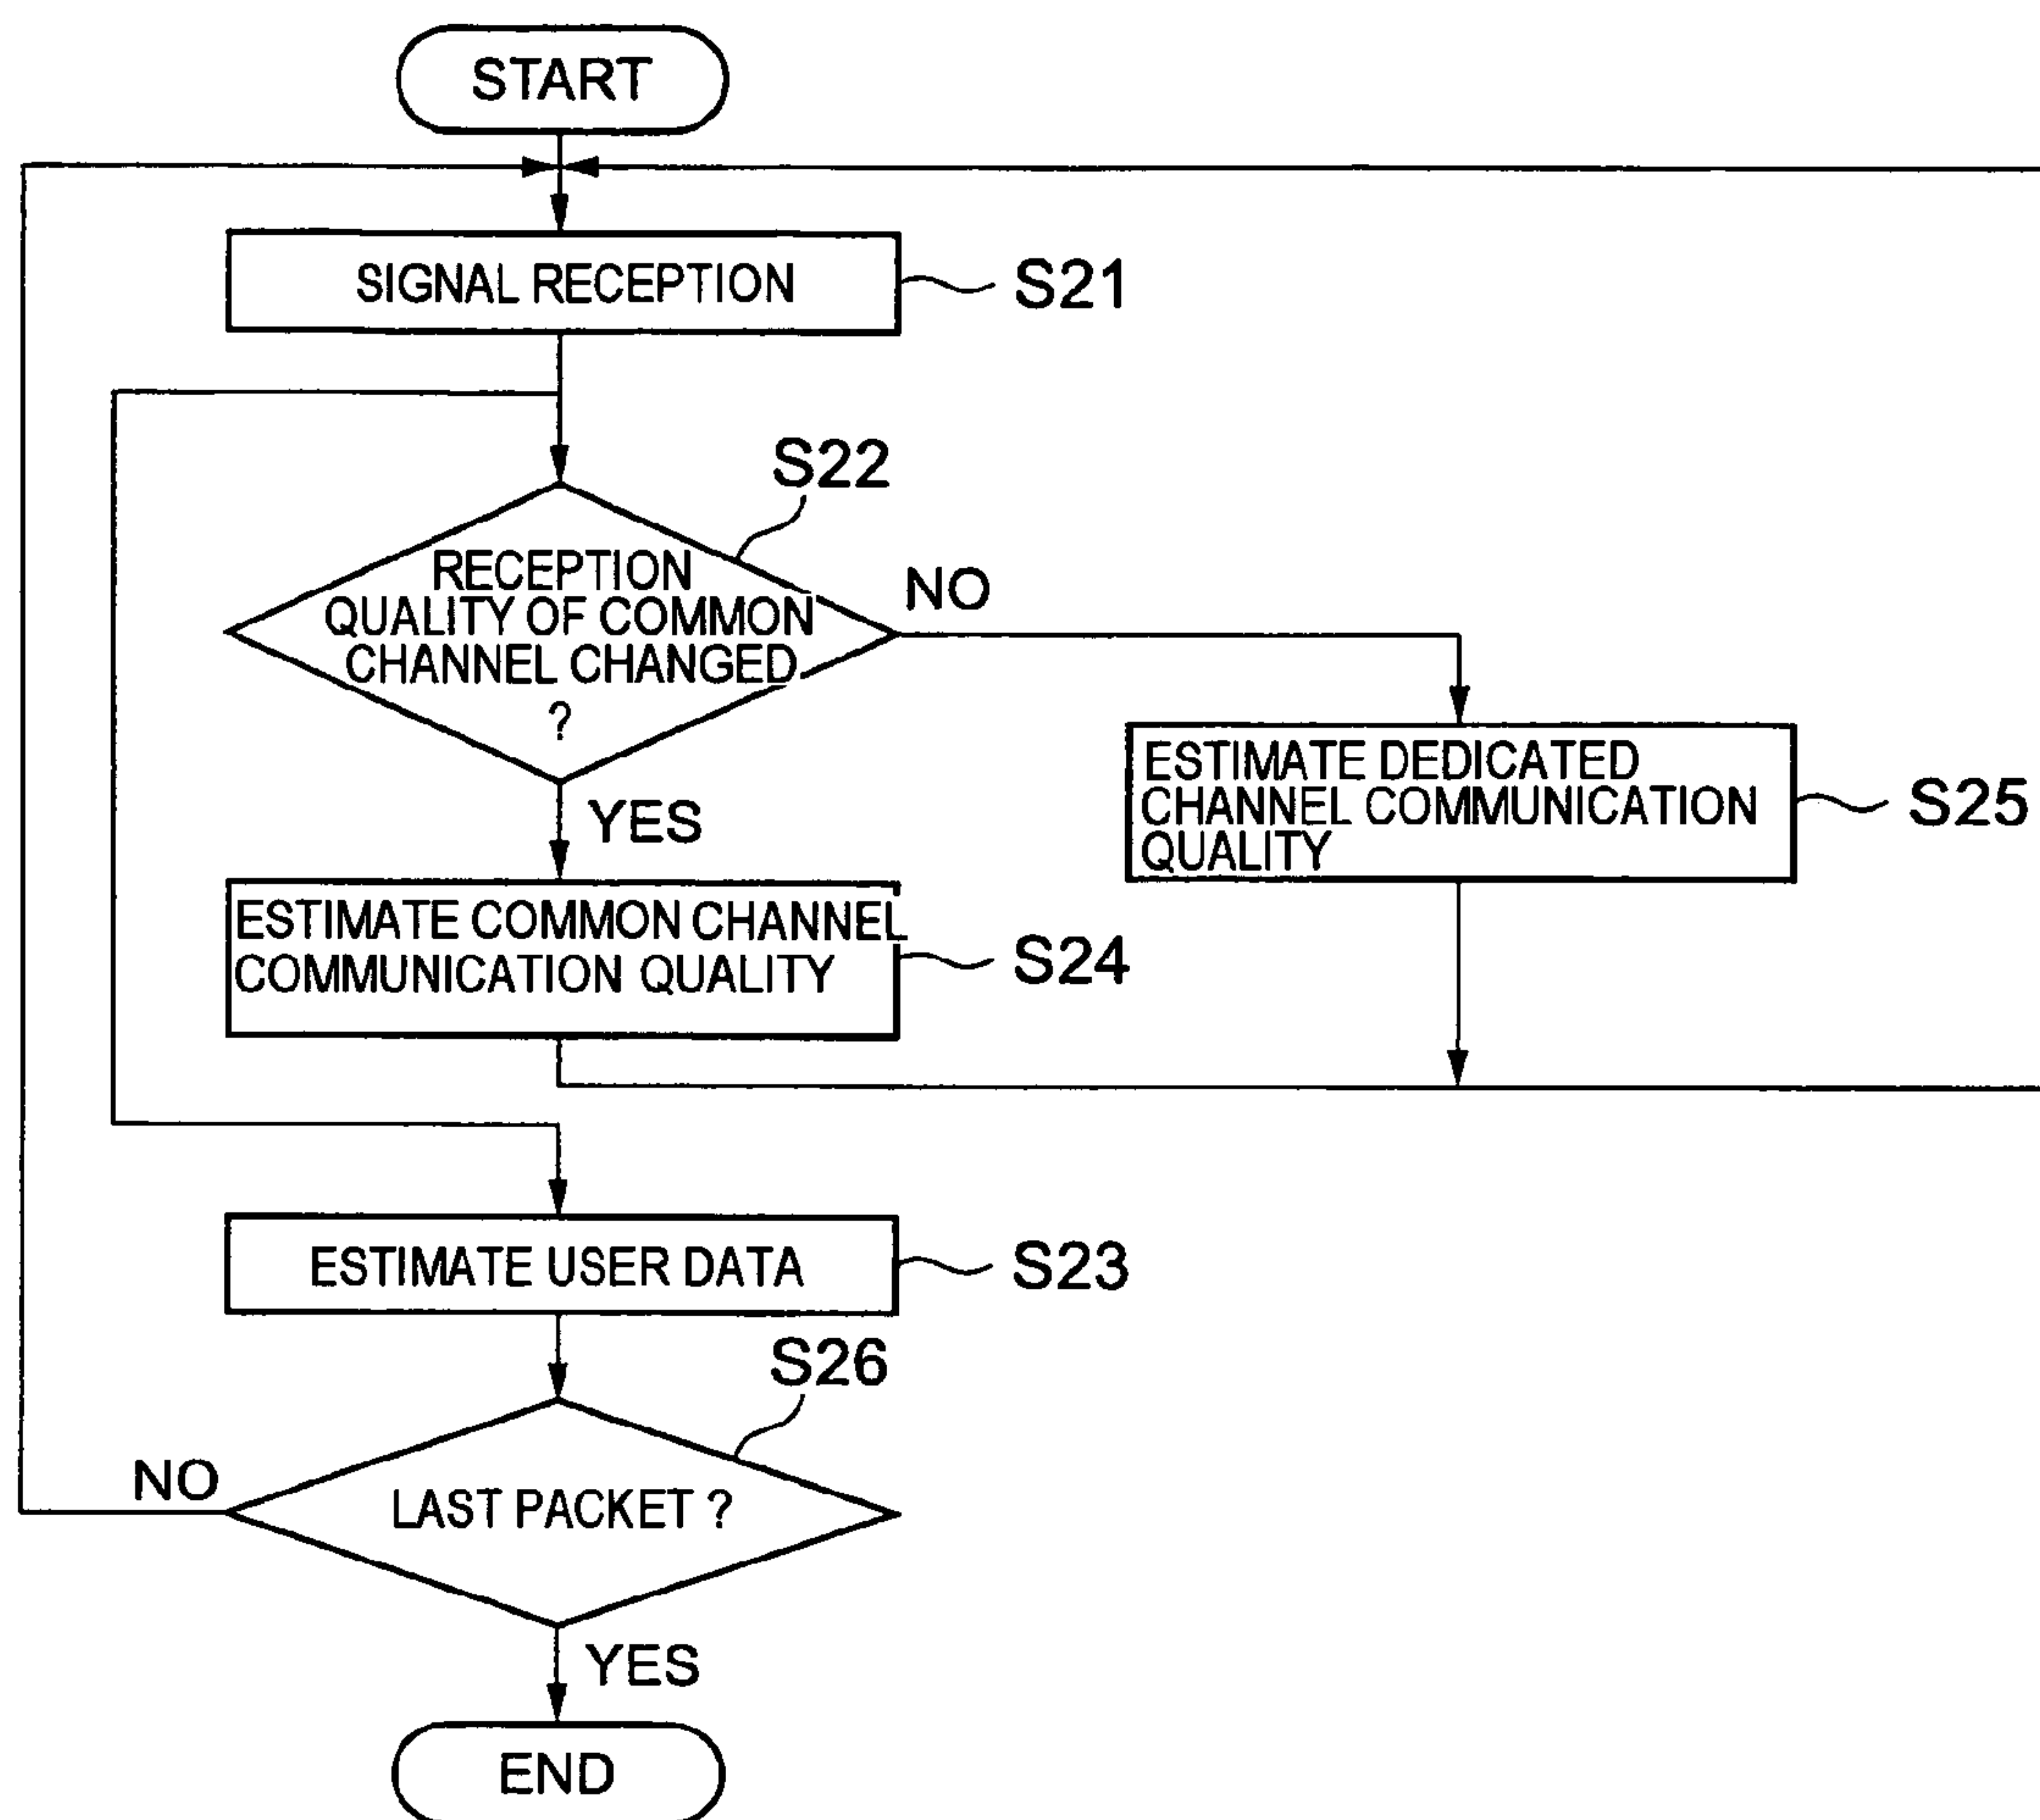 START
SIGNAL RECEPTION
S21
S22
RECEPTION
QUALITY OF COMMON
CHANNEL CHANGED
?
NO
YES
ESTIMATE DEDICATED
CHANNEL COMMUNICATION
QUALITY
S25
ESTIMATE COMMON CHANNEL
COMMUNICATION QUALITY
S24
ESTIMATE USER DATA
S23
S26
LAST PACKET ?
NO
YES
END